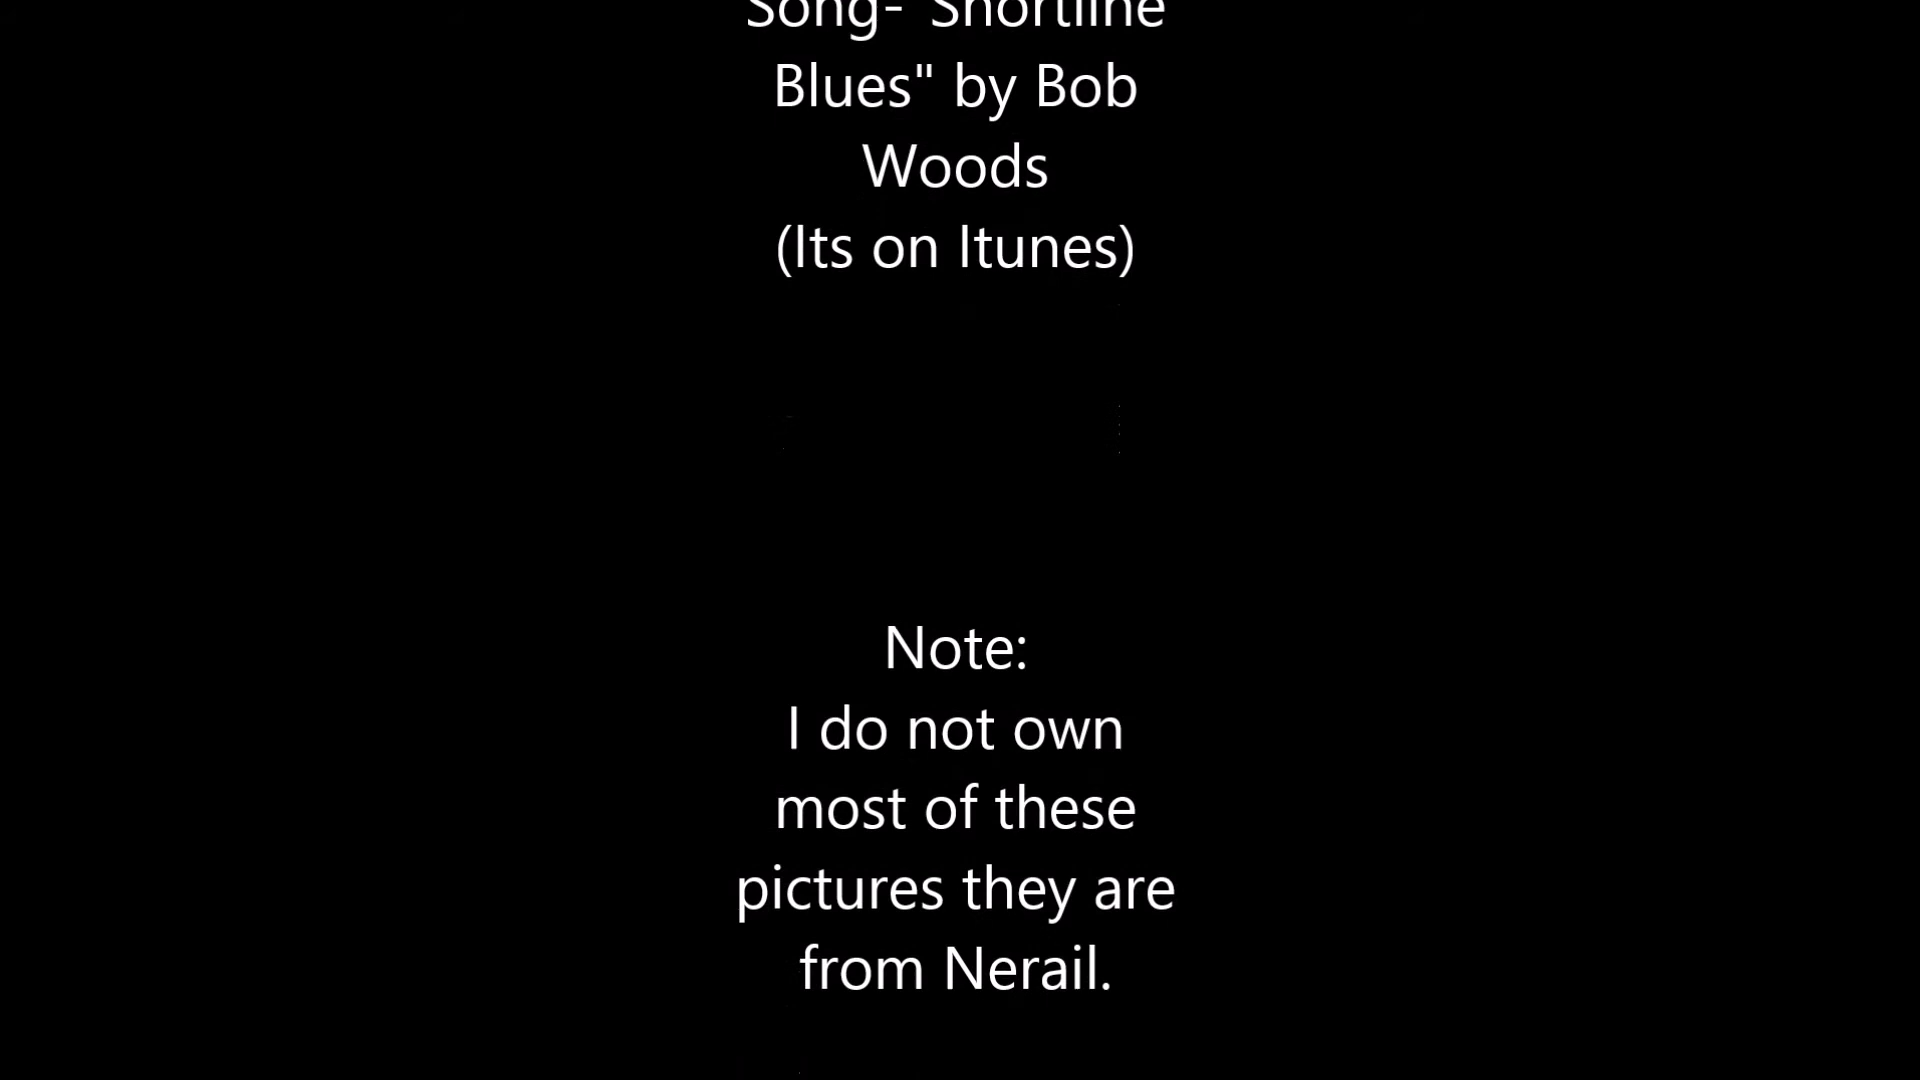 Song- "Shortline
Blues" by Bob
Woods
(Its on Itunes)
Note:
I do not own
most of these
pictures they are
from Nerail.